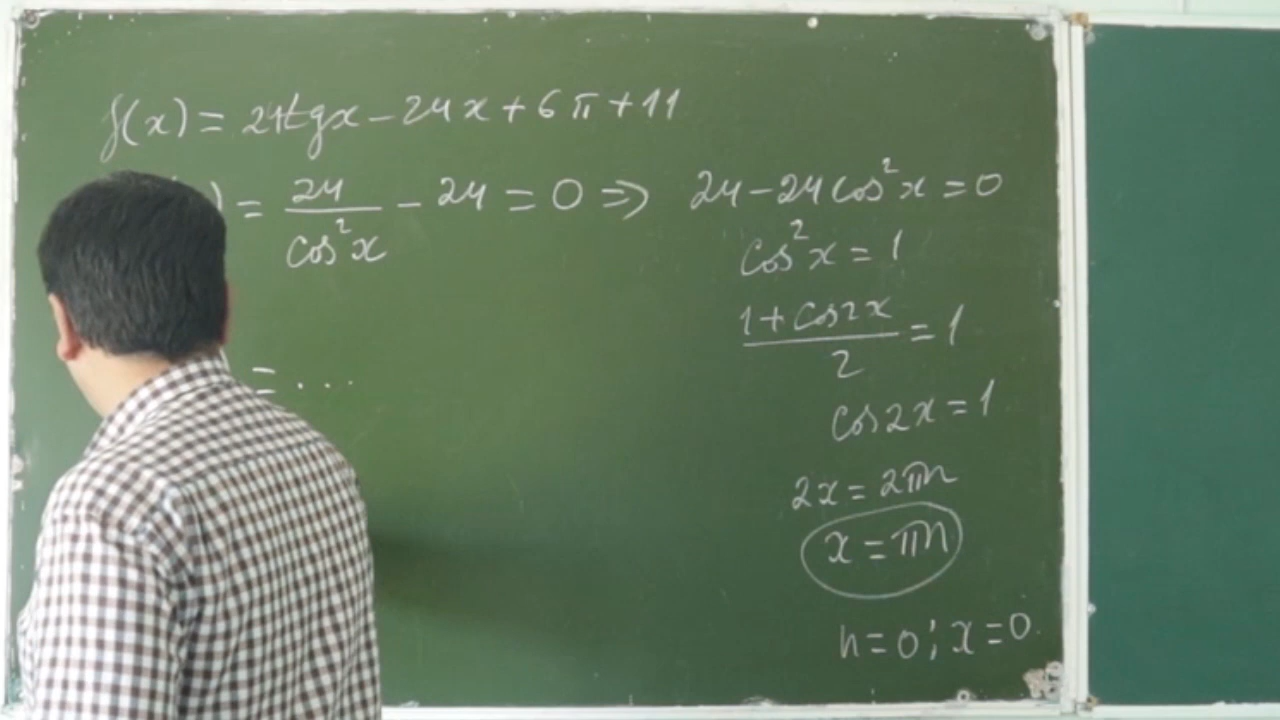 f(x) = 24tgx - 24x + 6π + 11
) = 24/cos²x - 24 = 0 ⇒ 24 - 24cos²x = 0
cos²x = 1
(1 + cos2x)/2 = 1
= ...
cos2x = 1
2x = 2πn
x = πn
n = 0; x = 0